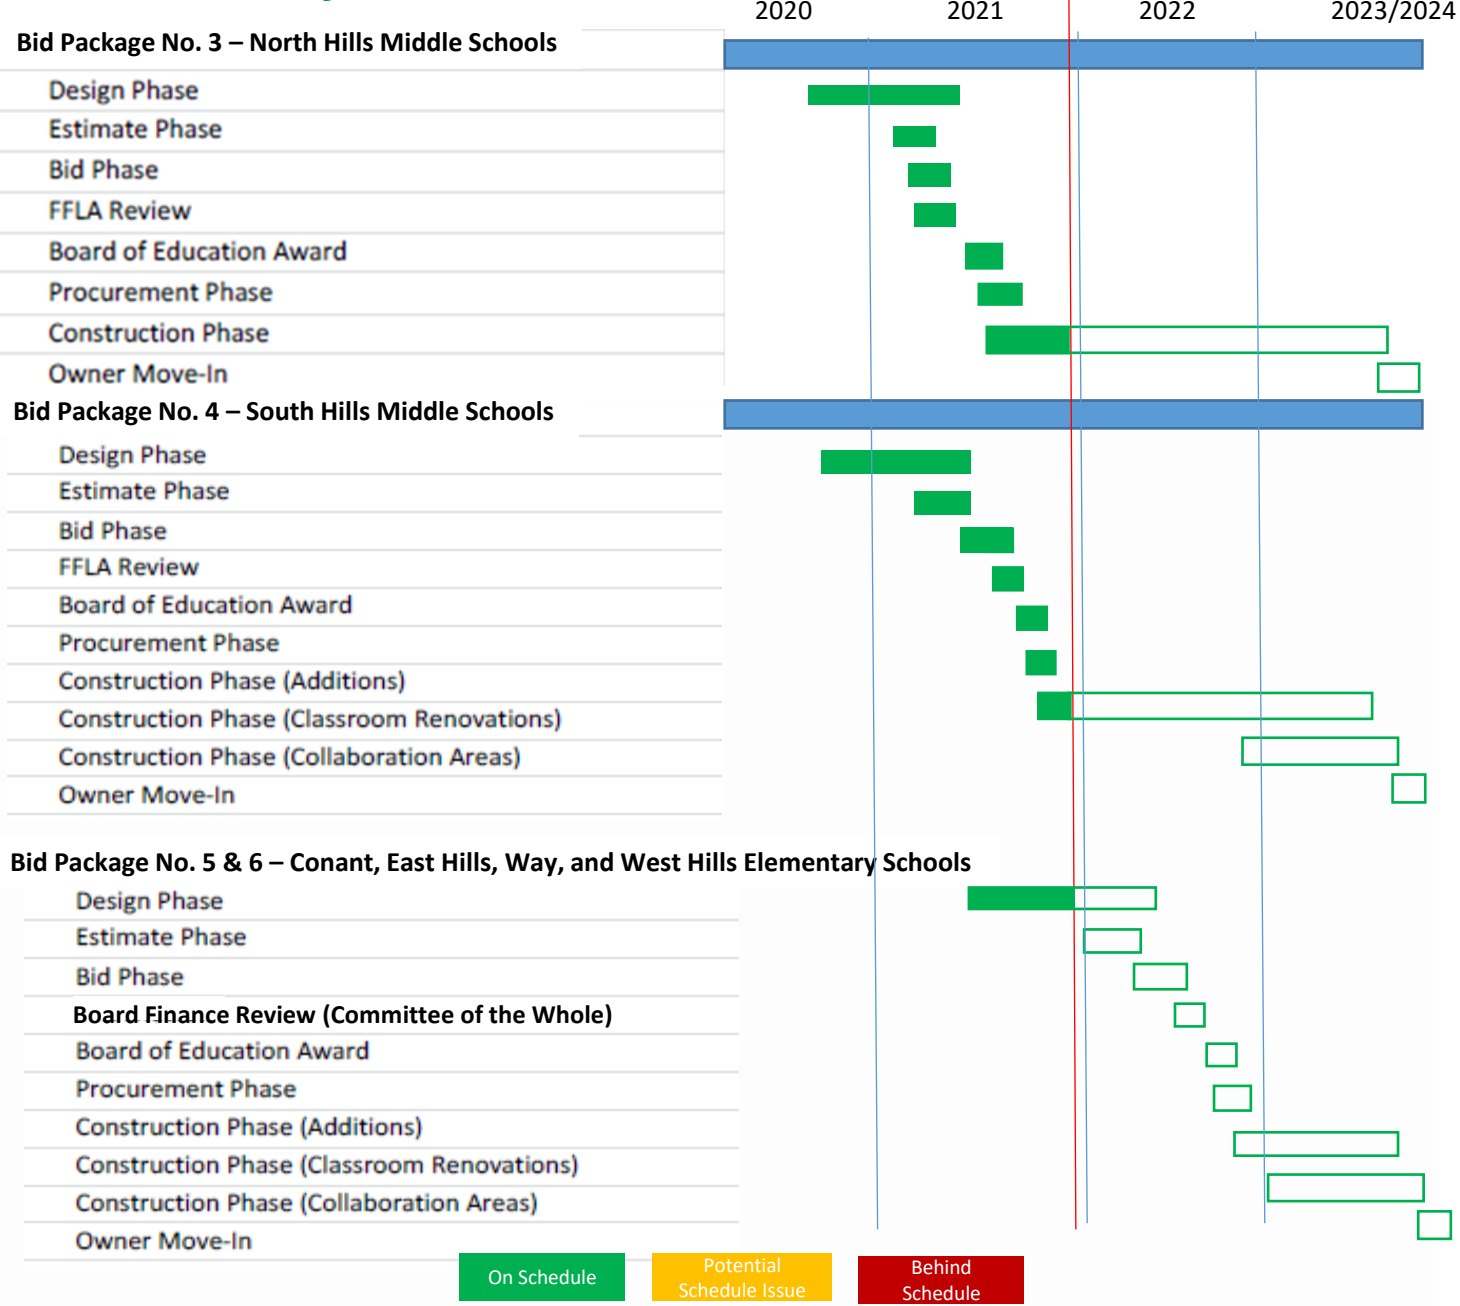 2020 2021 2022 2023/2024
Bid Package No. 3 – North Hills Middle Schools
Design Phase
Estimate Phase
Bid Phase
FFLA Review
Board of Education Award
Procurement Phase
Construction Phase
Owner Move-In
Bid Package No. 4 – South Hills Middle Schools
Design Phase
Estimate Phase
Bid Phase
FFLA Review
Board of Education Award
Procurement Phase
Construction Phase (Additions)
Construction Phase (Classroom Renovations)
Construction Phase (Collaboration Areas)
Owner Move-In
Bid Package No. 5 & 6 – Conant, East Hills, Way, and West Hills Elementary Schools
Design Phase
Estimate Phase
Bid Phase
Board Finance Review (Committee of the Whole)
Board of Education Award
Procurement Phase
Construction Phase (Additions)
Construction Phase (Classroom Renovations)
Construction Phase (Collaboration Areas)
Owner Move-In
On Schedule
Potential
Schedule Issue
Behind
Schedule